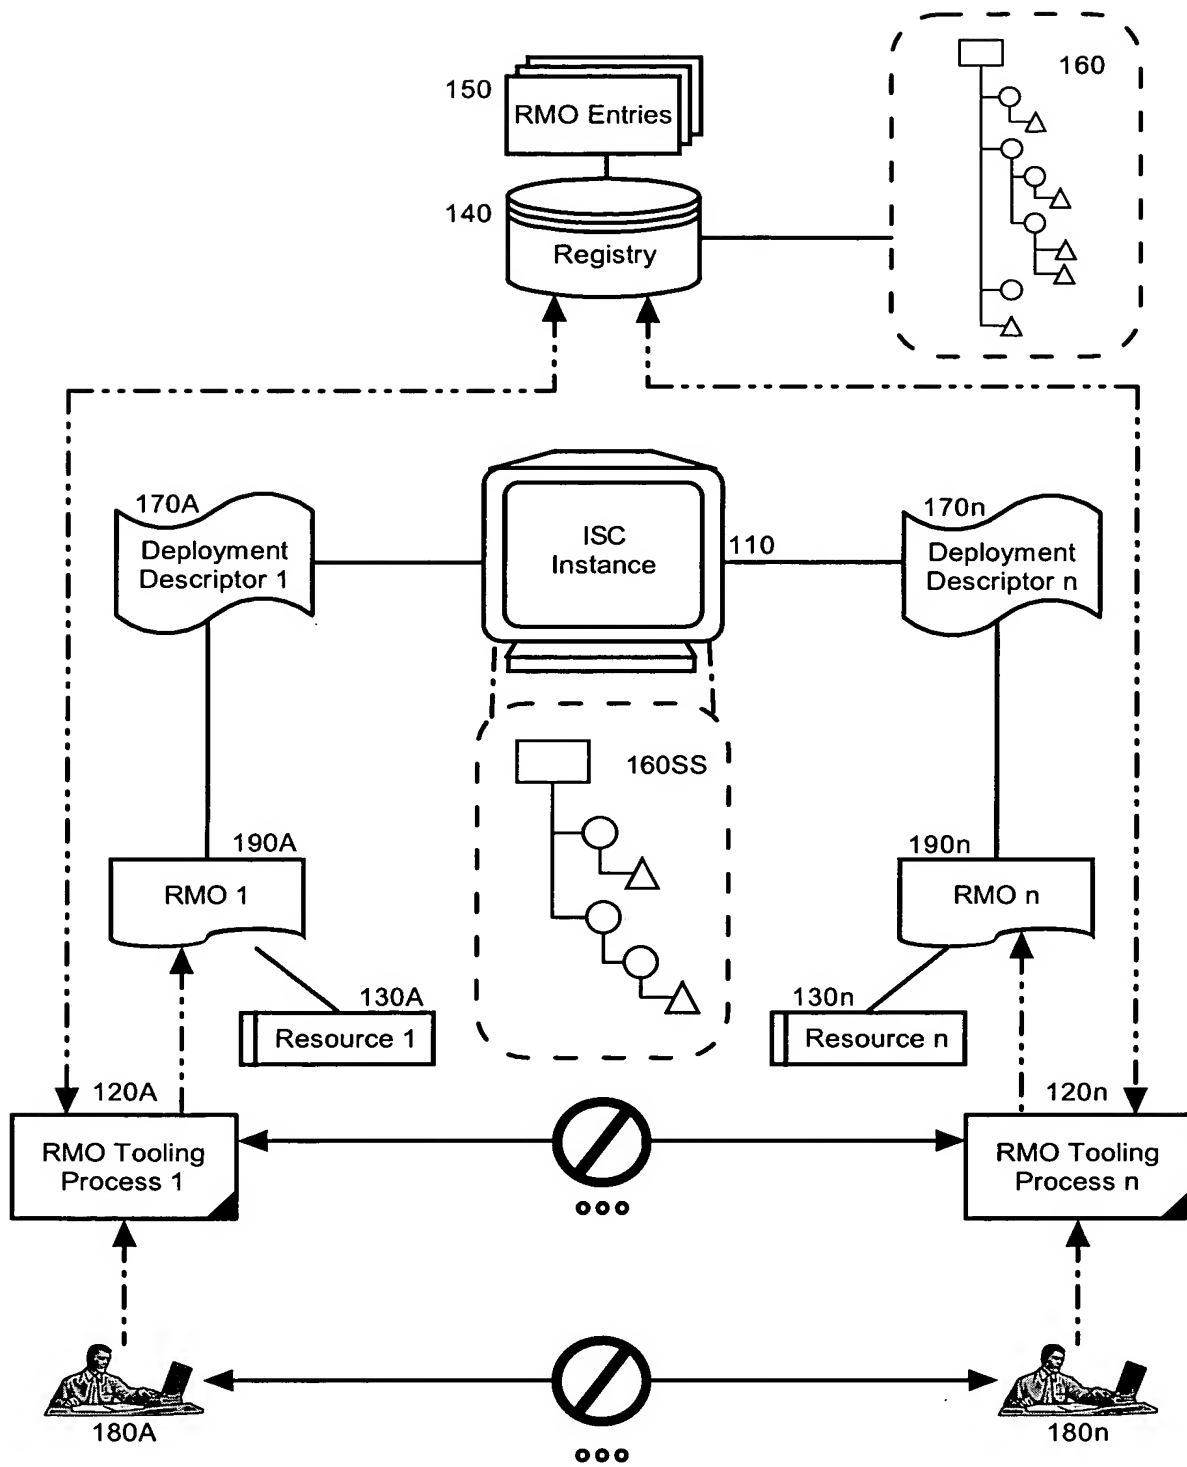 160
150
RMO Entries
140
Registry
170A
Deployment
Descriptor 1
ISC
Instance
110
170n
Deployment
Descriptor n
160SS
190A
RMO 1
190n
RMO n
130A
Resource 1
130n
Resource n
120A
RMO Tooling
Process 1
120n
RMO Tooling
Process n
180A
180n